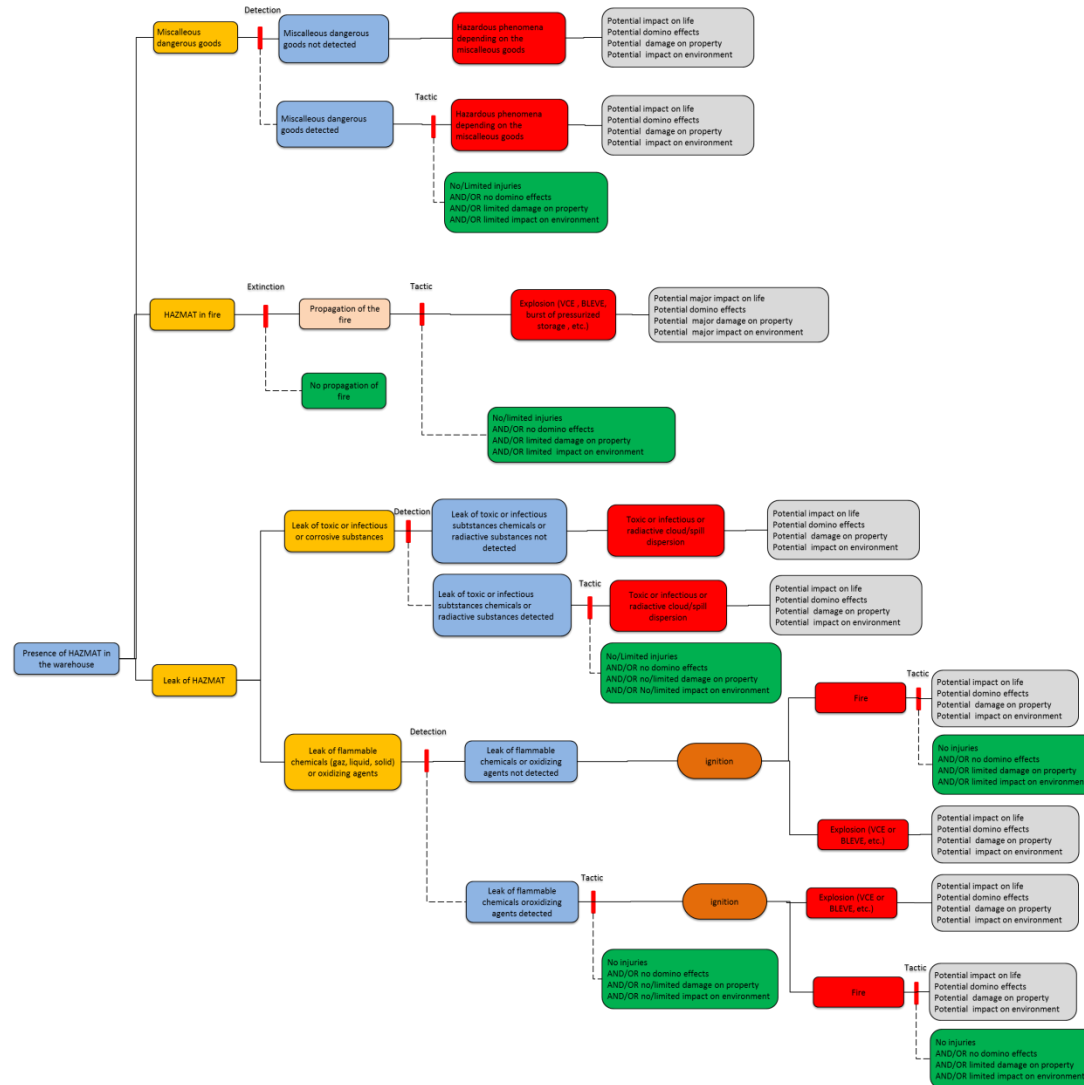 Detection
Miscalleous
dangerous goods
Miscalleous dangerous
goods not detected
Hazardous phenomena
depending on the
miscalleous goods
Potential impact on life
Potential domino effects
Potential  damage on property
Potential  impact on environment
Tactic
Miscalleous dangerous
goods detected
Hazardous phenomena
depending on the
miscalleous goods
Potential impact on life
Potential domino effects
Potential  damage on property
Potential  impact on environment
No/Limited injuries
AND/OR no domino effects
AND/OR limited damage on property
AND/OR limited impact on environment
Extinction
Tactic
HAZMAT in fire
Propagation of the
fire
Explosion (VCE , BLEVE,
burst of pressurized
storage , etc.)
Potential major impact on life
Potential domino effects
Potential  major damage on property
Potential  major impact on environment
No propagation of
fire
No/limited injuries
AND/OR no domino effects
AND/OR limited damage on property
AND/OR limited  impact on environment
Detection
Leak of toxic or infectious
or corrosive substances
Leak of toxic or infectious
subtstances chemicals or
radiactive substances not
detected
Toxic or infectious or
radiactive cloud/spill
dispersion
Potential impact on life
Potential domino effects
Potential  damage on property
Potential  impact on environment
Tactic
Leak of toxic or infectious
subtstances chemicals or
radiactive substances detected
Toxic or infectious or
radiactive cloud/spill
dispersion
Potential impact on life
Potential domino effects
Potential  damage on property
Potential  impact on environment
Presence of HAZMAT in
the warehouse
Leak of HAZMAT
No/Limited injuries
AND/OR no domino effects
AND/OR no/limited damage on property
AND/OR No/limited impact on environment
Tactic
Fire
Potential impact on life
Potential domino effects
Potential  damage on property
Potential  impact on environment
Detection
Leak of flammable
chemicals (gaz, liquid, solid)
or oxidizing agents
Leak of flammable
chemicals or oxidizing
agents not detected
ignition
No injuries
AND/OR no domino effects
AND/OR limited damage on property
AND/OR limited impact on environment
Explosion (VCE or
BLEVE, etc.)
Potential impact on life
Potential domino effects
Potential  damage on property
Potential  impact on environment
Tactic
Leak of flammable
chemicals oroxidizing
agents detected
ignition
Explosion (VCE or
BLEVE, etc.)
Potential impact on life
Potential domino effects
Potential  damage on property
Potential  impact on environment
No injuries
AND/OR no domino effects
AND/OR no/limited damage on property
AND/OR no/limited impact on environment
Tactic
Fire
Potential impact on life
Potential domino effects
Potential  damage on property
Potential  impact on environment
No injuries
AND/OR no domino effects
AND/OR limited damage on property
AND/OR limited impact on environment